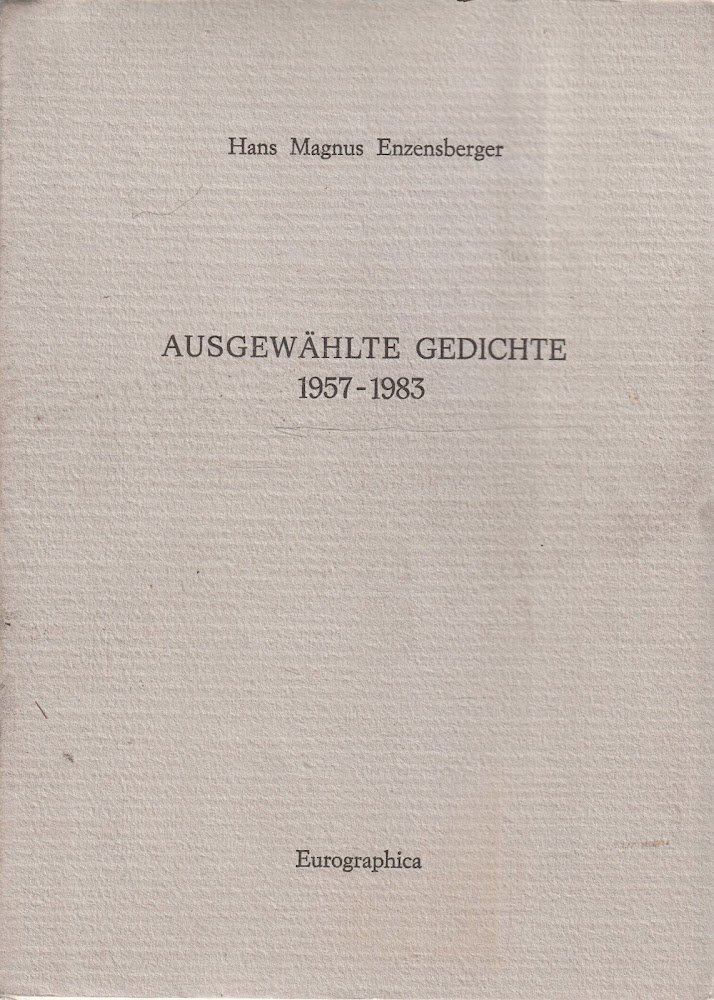 Hans Magnus Enzensberger
AUSGEWÄHLTE GEDICHTE
1957-1983
Eurographica